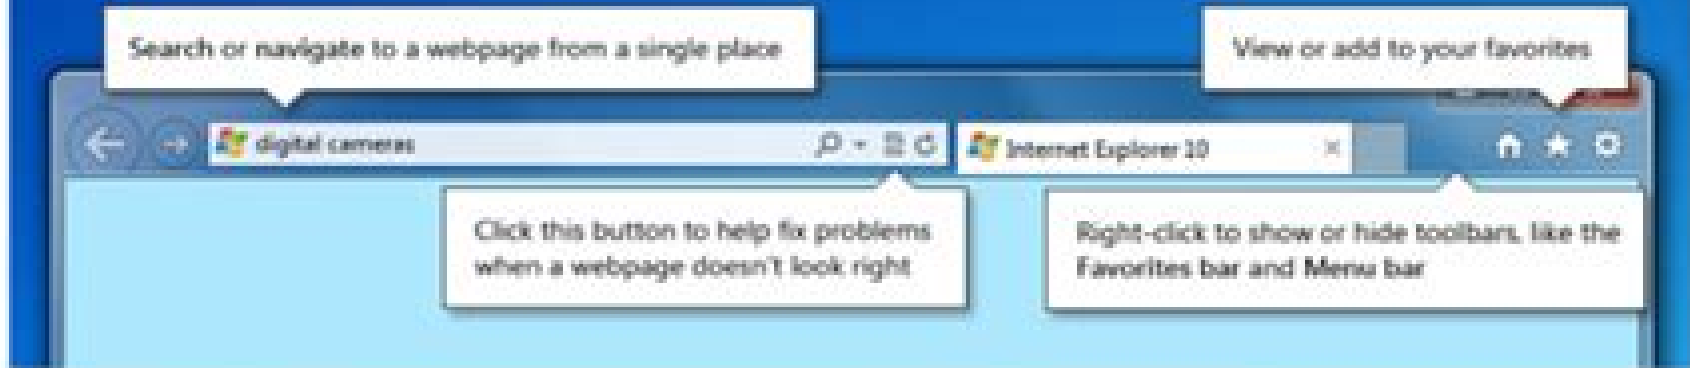 Search or navigate to a webpage from a single place
View or add to your favorites
digital cameras
Internet Explorer 10
Click this button to help fix problems
when a webpage doesn't look right
Right-click to show or hide toolbars, like the
Favorites bar and Menu bar